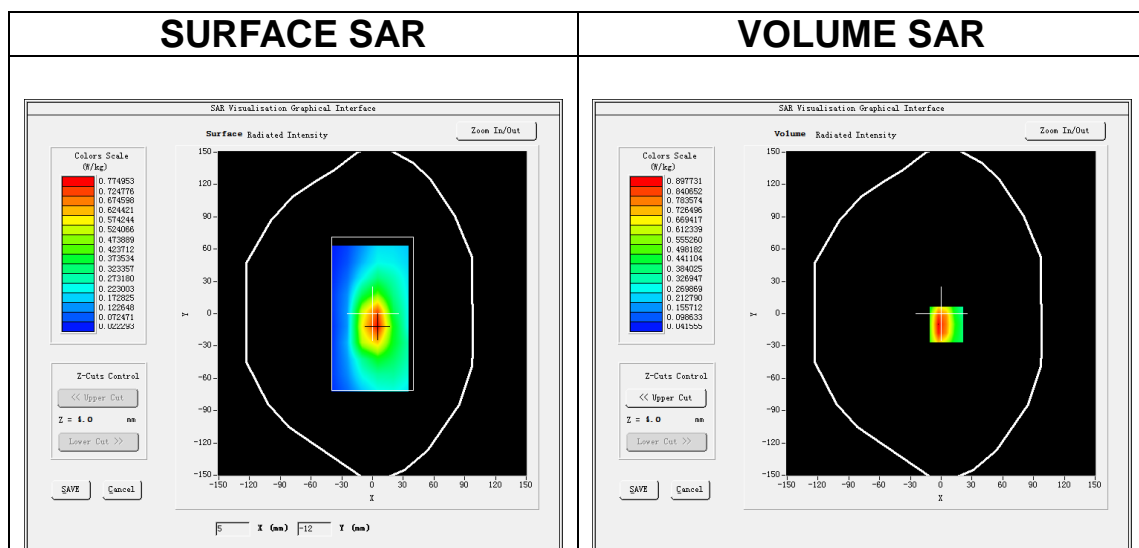 SURFACE SAR
VOLUME SAR
SAR Visualisation Graphical Interface
Surface Radiated Intensity
Zoom In/Out
Colors Scale
(W/kg)
0.774953
0.724776
0.674598
0.624421
0.574244
0.524066
0.473889
0.423712
0.373534
0.323357
0.273180
0.223003
0.172825
0.122648
0.072471
0.022293
Z-Cuts Control
<< Upper Cut
Z = 4.0 mm
Lower Cut >>
SAVE
Cancel
150
120
90
60
30
0
-30
-60
-90
-120
-150
Y
-150 -120 -90 -60 -30 0 30 60 90 120 150
X
5 X (mm) -12 Y (mm)
SAR Visualisation Graphical Interface
Volume Radiated Intensity
Zoom In/Out
Colors Scale
(W/kg)
0.897731
0.840652
0.783574
0.726496
0.669417
0.612339
0.555260
0.498182
0.441104
0.384025
0.326947
0.269869
0.212790
0.155712
0.098633
0.041555
Z-Cuts Control
<< Upper Cut
Z = 4.0 mm
Lower Cut >>
SAVE
Cancel
150
120
90
60
30
0
-30
-60
-90
-120
-150
Y
-150 -120 -90 -60 -30 0 30 60 90 120 150
X